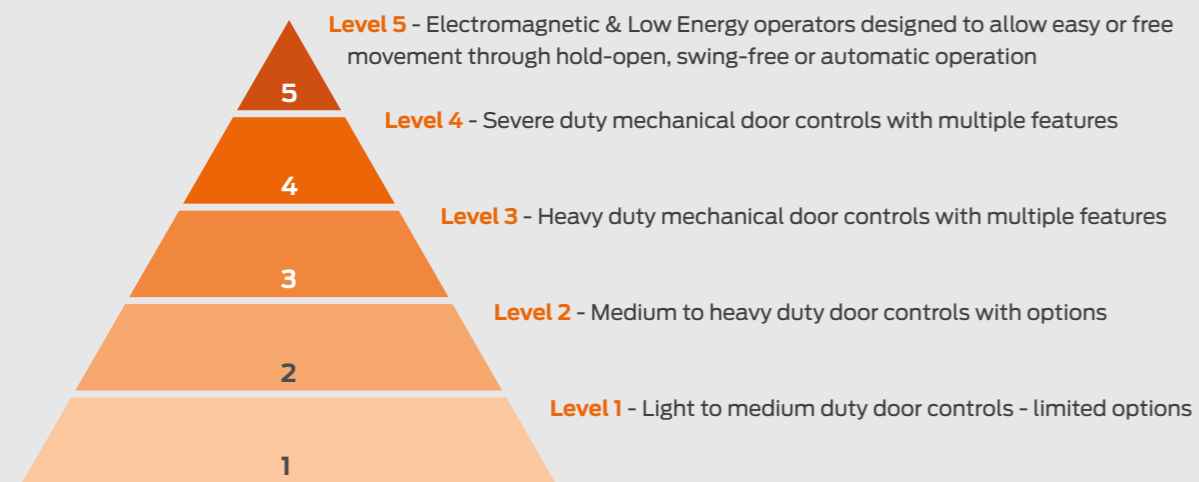 Level 5 - Electromagnetic & Low Energy operators designed to allow easy or free
movement through hold-open, swing-free or automatic operation
5
Level 4 - Severe duty mechanical door controls with multiple features
4
Level 3 - Heavy duty mechanical door controls with multiple features
3
Level 2 - Medium to heavy duty door controls with options
2
Level 1 - Light to medium duty door controls - limited options
1